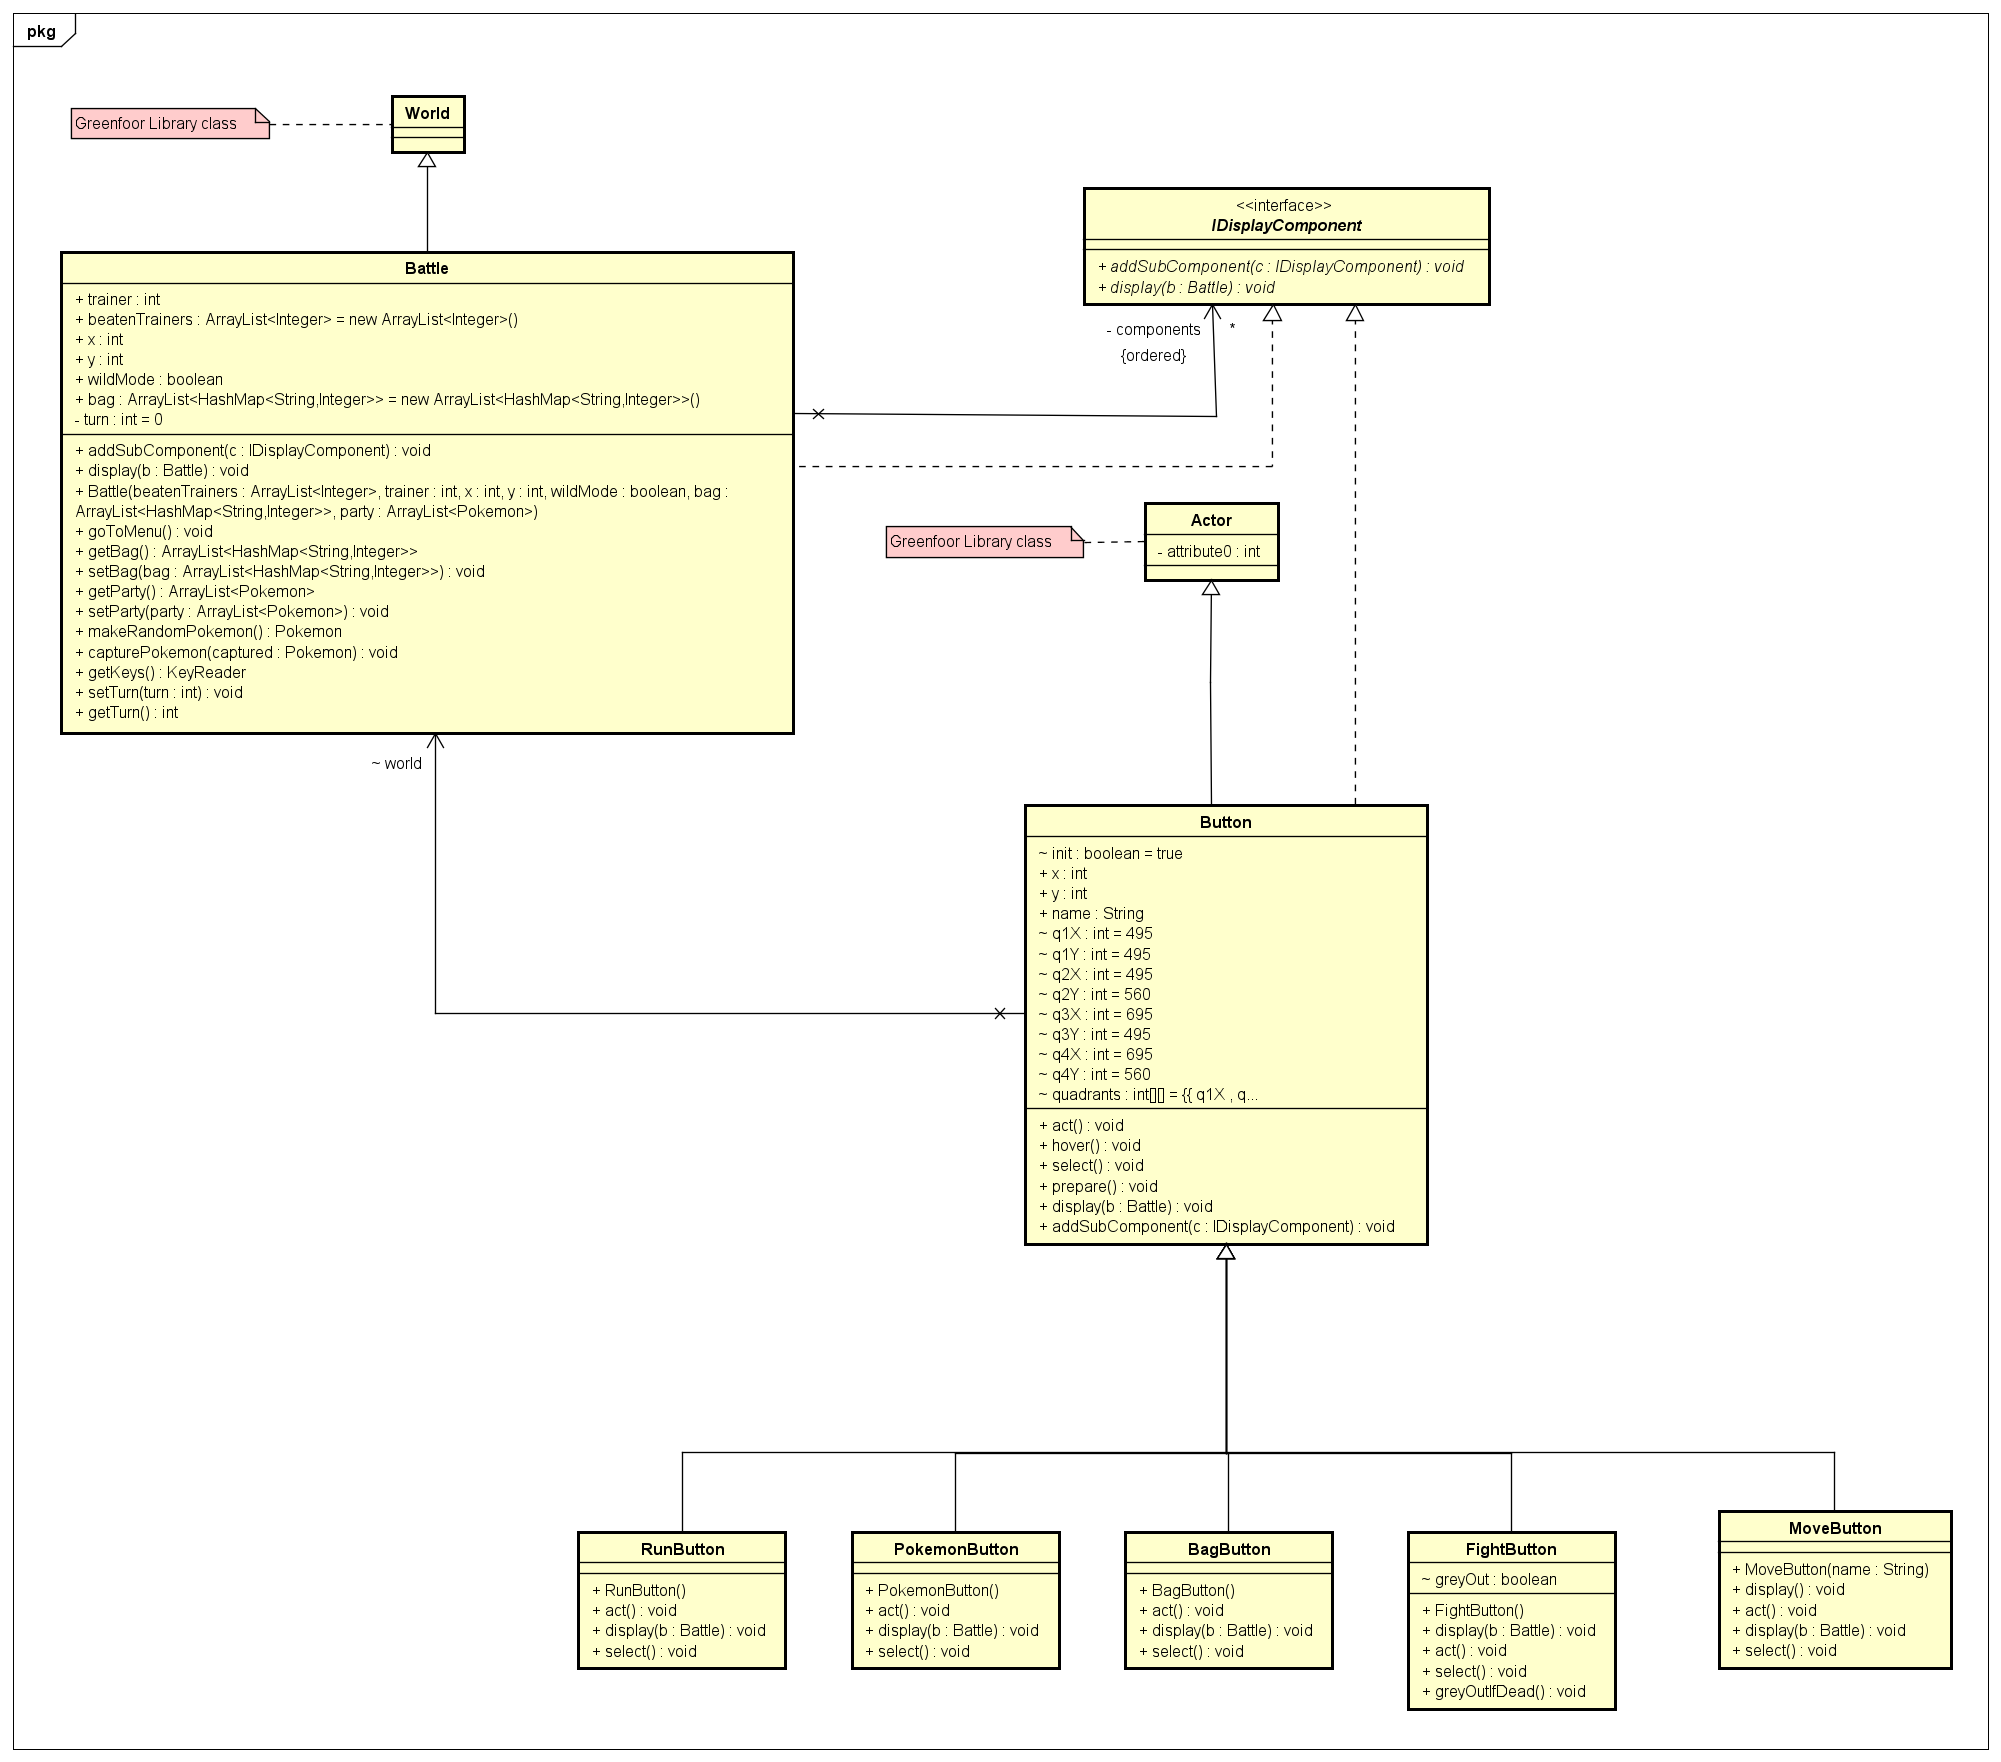 pkg
World
Greenfoor Library class
<<interface>>
IDisplayComponent
+ addSubComponent(c : IDisplayComponent) : void
+ display(b : Battle) : void
Battle
+ trainer : int
+ beatenTrainers : ArrayList<Integer> = new ArrayList<Integer>()
+ x : int
+ y : int
+ wildMode : boolean
+ bag : ArrayList<HashMap<String,Integer>> = new ArrayList<HashMap<String,Integer>>()
- turn : int = 0
+ addSubComponent(c : IDisplayComponent) : void
+ display(b : Battle) : void
+ Battle(beatenTrainers : ArrayList<Integer>, trainer : int, x : int, y : int, wildMode : boolean, bag :
ArrayList<HashMap<String,Integer>>, party : ArrayList<Pokemon>)
+ goToMenu() : void
+ getBag() : ArrayList<HashMap<String,Integer>>
+ setBag(bag : ArrayList<HashMap<String,Integer>>) : void
+ getParty() : ArrayList<Pokemon>
+ setParty(party : ArrayList<Pokemon>) : void
+ makeRandomPokemon() : Pokemon
+ capturePokemon(captured : Pokemon) : void
+ getKeys() : KeyReader
+ setTurn(turn : int) : void
+ getTurn() : int
- components
*
{ordered}
Actor
- attribute0 : int
Greenfoor Library class
~ world
Button
~ init : boolean = true
+ x : int
+ y : int
+ name : String
~ q1X : int = 495
~ q1Y : int = 495
~ q2X : int = 495
~ q2Y : int = 560
~ q3X : int = 695
~ q3Y : int = 495
~ q4X : int = 695
~ q4Y : int = 560
~ quadrants : int[][] = {{ q1X , q...
+ act() : void
+ hover() : void
+ select() : void
+ prepare() : void
+ display(b : Battle) : void
+ addSubComponent(c : IDisplayComponent) : void
RunButton
+ RunButton()
+ act() : void
+ display(b : Battle) : void
+ select() : void
PokemonButton
+ PokemonButton()
+ act() : void
+ display(b : Battle) : void
+ select() : void
BagButton
+ BagButton()
+ act() : void
+ display(b : Battle) : void
+ select() : void
FightButton
~ greyOut : boolean
+ FightButton()
+ display(b : Battle) : void
+ act() : void
+ select() : void
+ greyOutIfDead() : void
MoveButton
+ MoveButton(name : String)
+ display() : void
+ act() : void
+ display(b : Battle) : void
+ select() : void